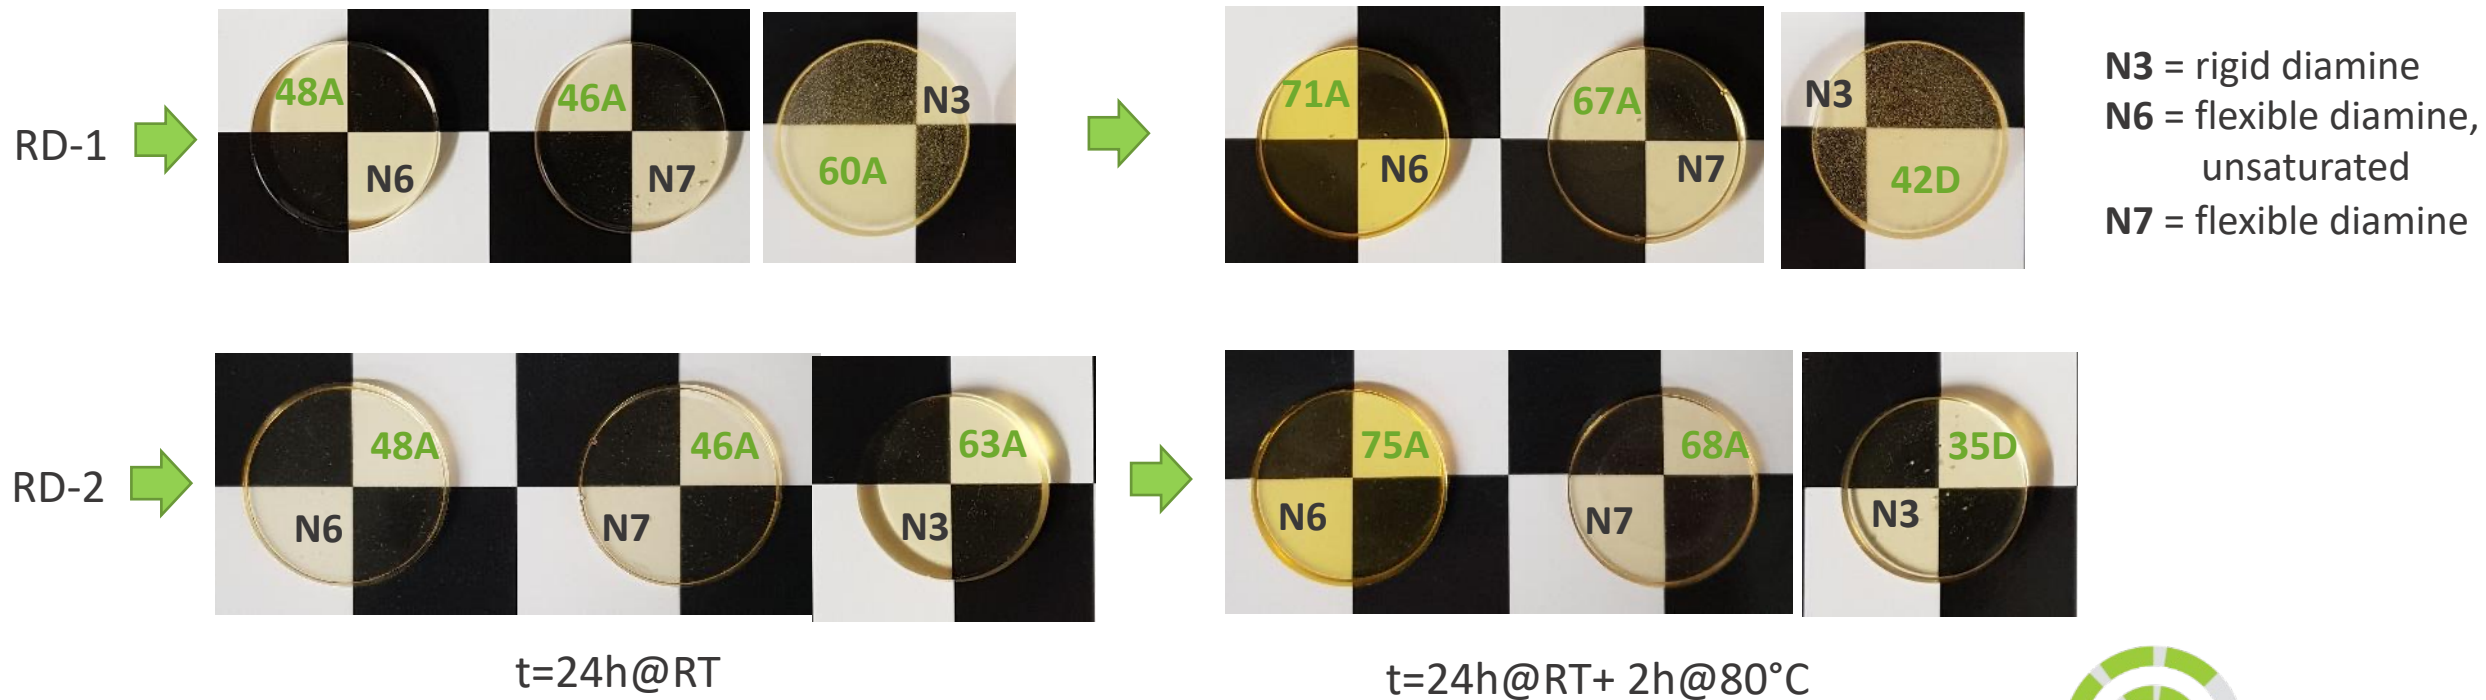 RD-1
48A
N6
46A
N7
N3
60A
71A
N6
67A
N7
N3
42D
N3 = rigid diamine
N6 = flexible diamine,
unsaturated
N7 = flexible diamine
RD-2
48A
N6
46A
N7
63A
N3
75A
N6
68A
N7
35D
N3
t=24h@RT
t=24h@RT+ 2h@80°C